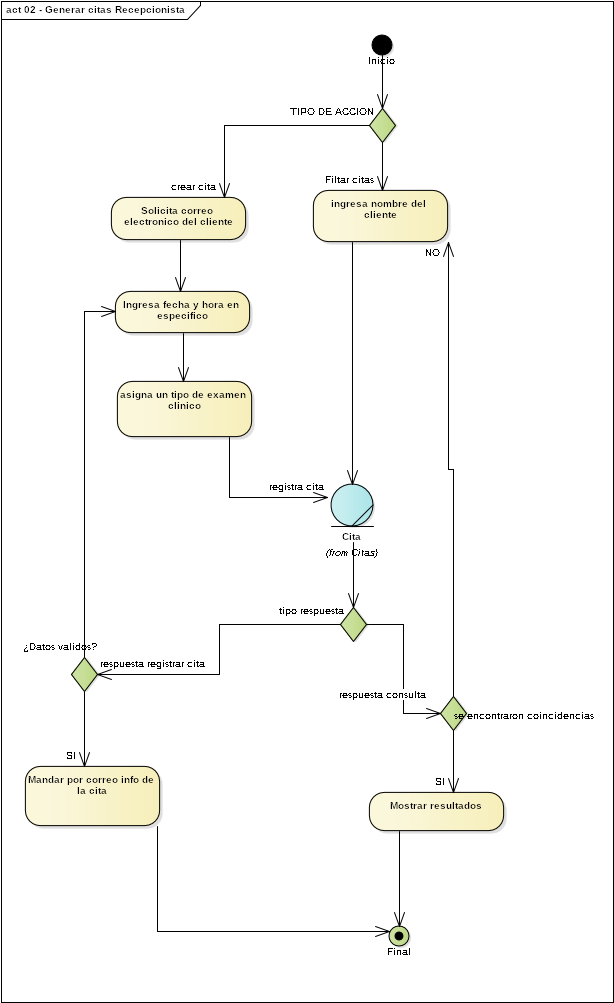 act 02 - Generar citas Recepcionista
Inicio
TIPO DE ACCION
crear cita
Filtar citas
Solicita correo
electronico del cliente
ingresa nombre del
cliente
NO
Ingresa fecha y hora en
especifico
asigna un tipo de examen
clinico
registra cita
Cita
(from Citas)
tipo respuesta
¿Datos validos?
respuesta registrar cita
respuesta consulta
se encontraron coincidencias
SI
Mandar por correo info de
la cita
SI
Mostrar resultados
Final